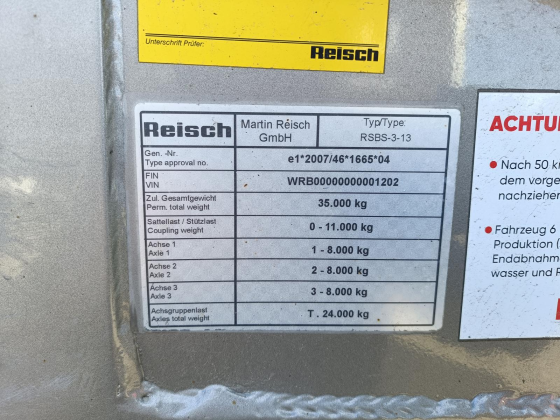 Unterschrift Prüfer:
Reisch
Reisch
Martin Reisch
GmbH
Typ/Type:
RSBS-3-13
Gen. -Nr.
Type approval no.
e1*2007/46*1665*04
FIN
VIN
WRB00000000001202
Zul. Gesamtgewicht
Perm. total weight
35.000 kg
Sattellast / Stützlast
Coupling weight
0 - 11.000 kg
Achse 1
Axle 1
1 - 8.000 kg
Achse 2
Axle 2
2 - 8.000 kg
Achse 3
Axle 3
3 - 8.000 kg
Achsgruppenlast
Axles total weight
T . 24.000 kg
ACHTUN
Nach 50 k
dem vorge
nachziehe
Fahrzeug 6
Produktion (
Endabnahm
wasser und